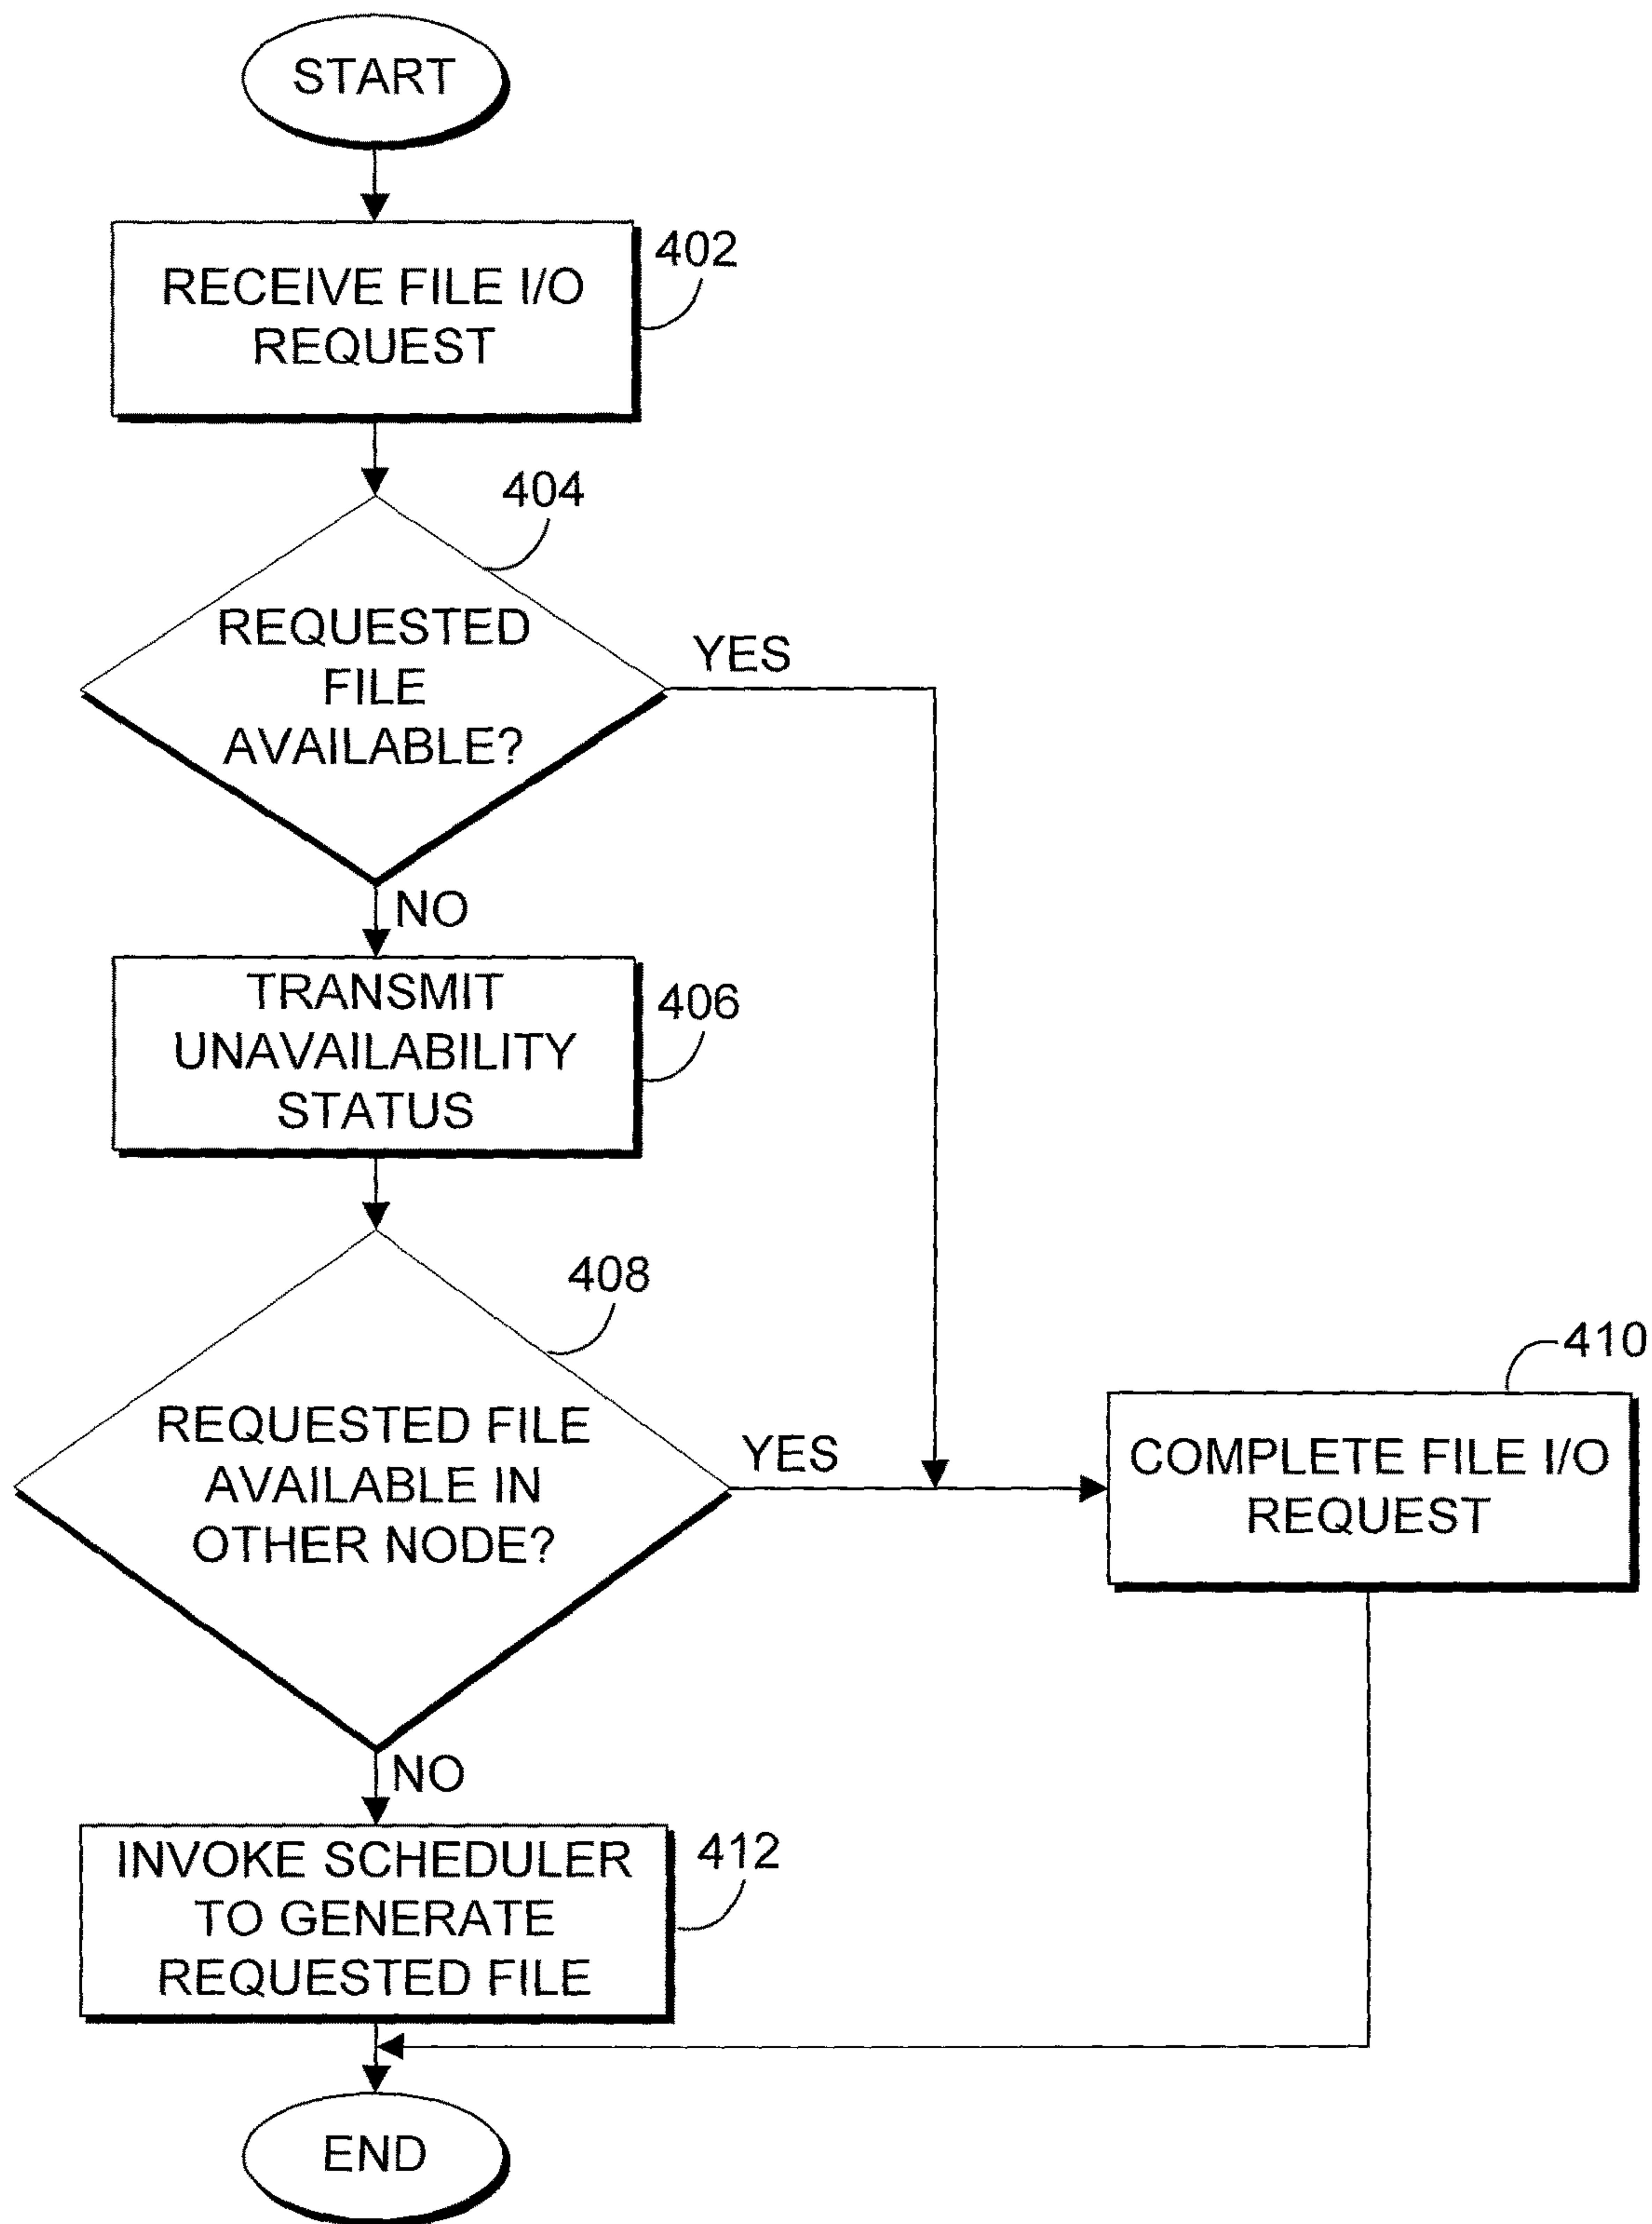 START
RECEIVE FILE I/O
REQUEST
402
404
REQUESTED
FILE
AVAILABLE?
YES
NO
TRANSMIT
UNAVAILABILITY
STATUS
406
408
REQUESTED FILE
AVAILABLE IN
OTHER NODE?
YES
410
COMPLETE FILE I/O
REQUEST
NO
INVOKE SCHEDULER
TO GENERATE
REQUESTED FILE
412
END